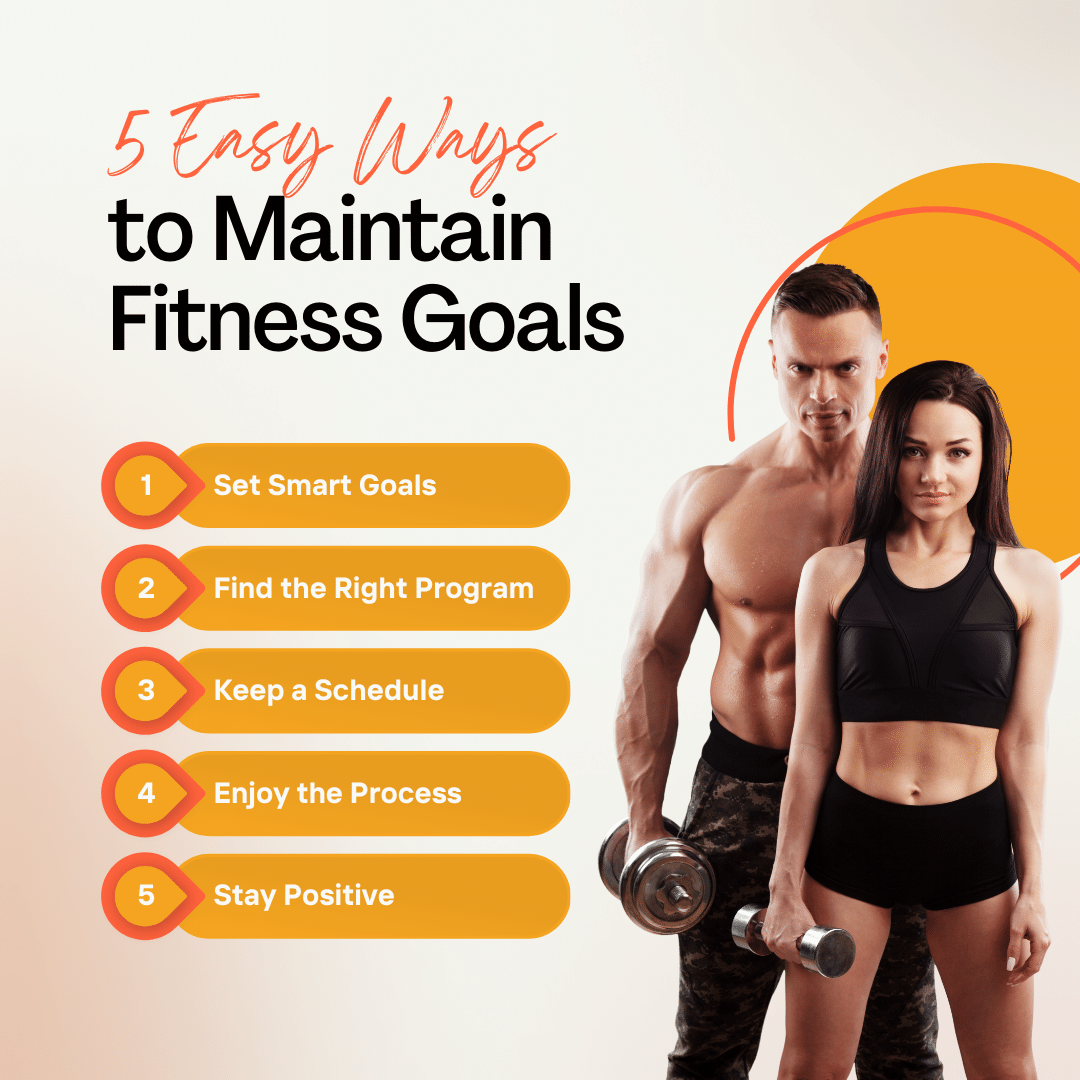 5 Easy Ways
to Maintain
Fitness Goals
1 Set Smart Goals
2 Find the Right Program
3 Keep a Schedule
4 Enjoy the Process
5 Stay Positive